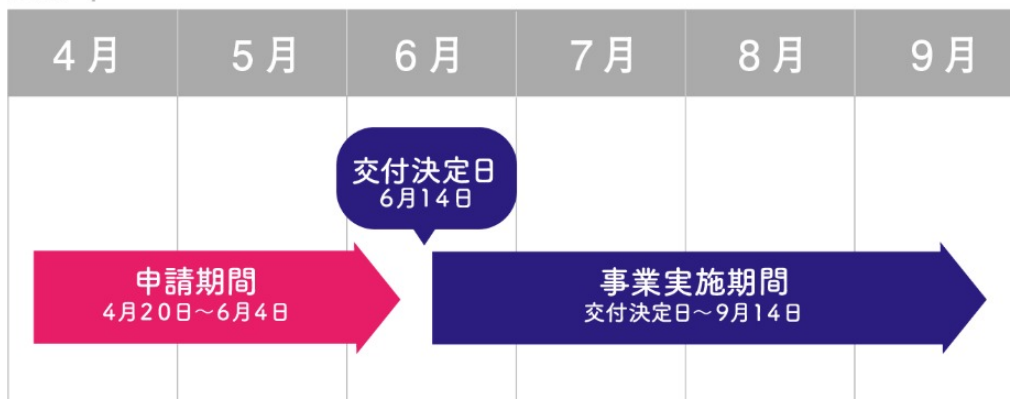 4月 5月 6月 7月 8月 9月
交付決定日
6月14日
申請期間
4月20日～6月4日
事業実施期間
交付決定日～9月14日